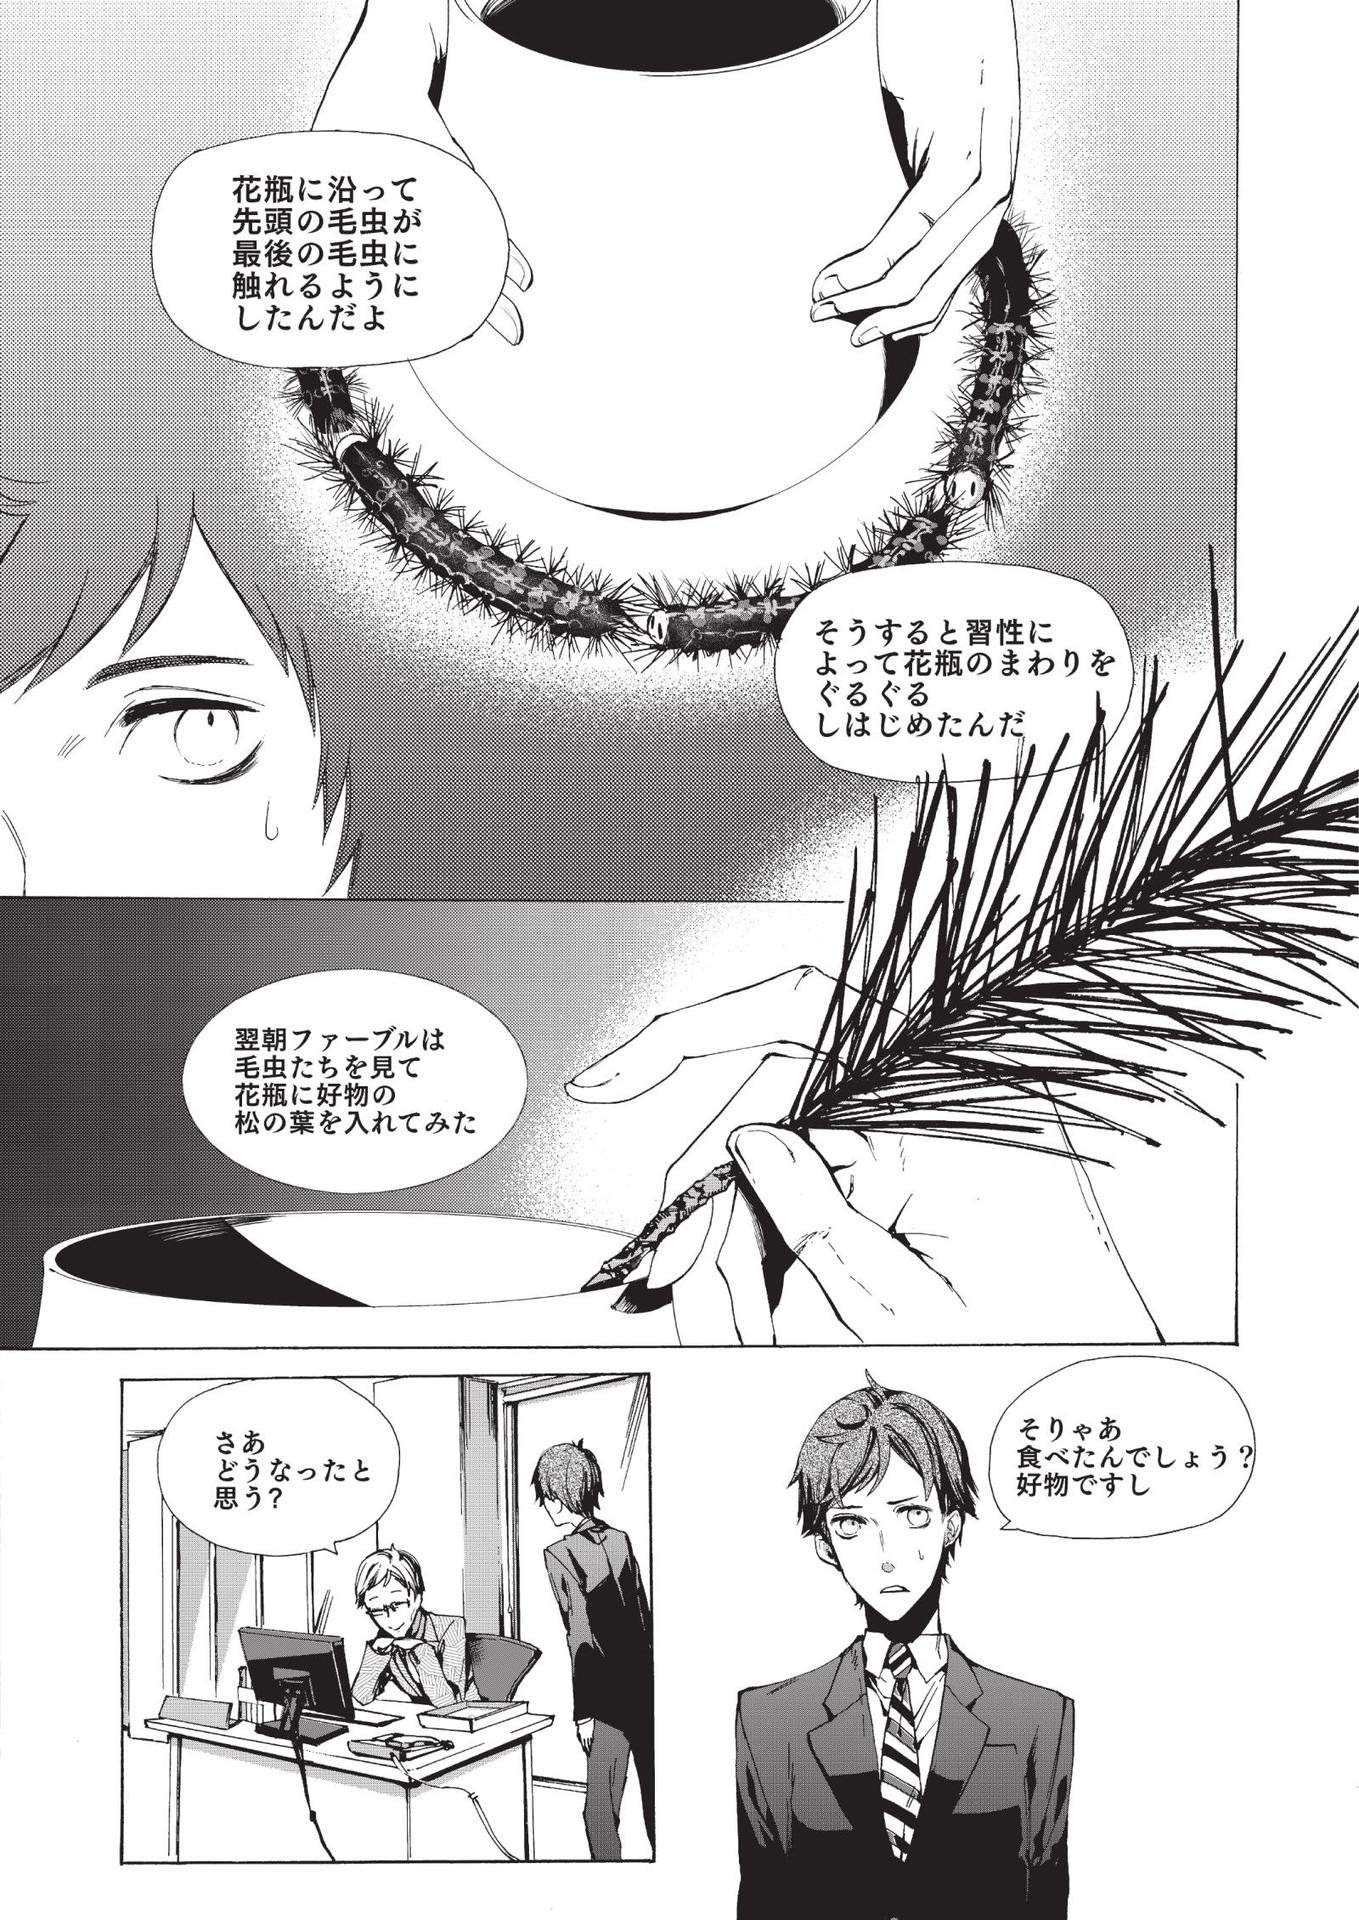 花瓶に沿って
先頭の毛虫が
最後の毛虫に
触れるように
したんだよ
そうすると習性に
よって花瓶のまわりを
ぐるぐる
しはじめたんだ
翌朝ファーブルは
毛虫たちを見て
花瓶に好物の
松の葉を入れてみた
さあ
どうなったと
思う?
そりゃあ
食べたんでしょう?
好物ですし